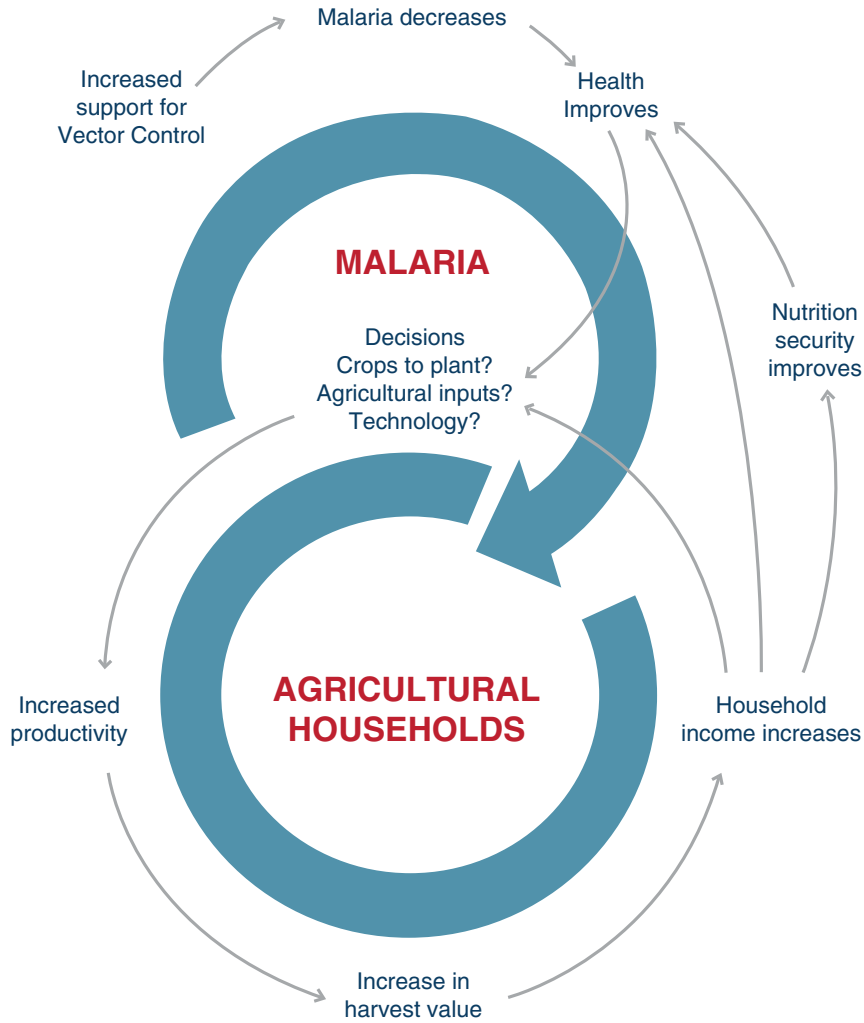 Malaria decreases
Increased
support for
Vector Control
Health
Improves
MALARIA
Decisions
Crops to plant?
Agricultural inputs?
Technology?
Nutrition
security
improves
AGRICULTURAL
HOUSEHOLDS
Increased
productivity
Household
income increases
Increase in
harvest value